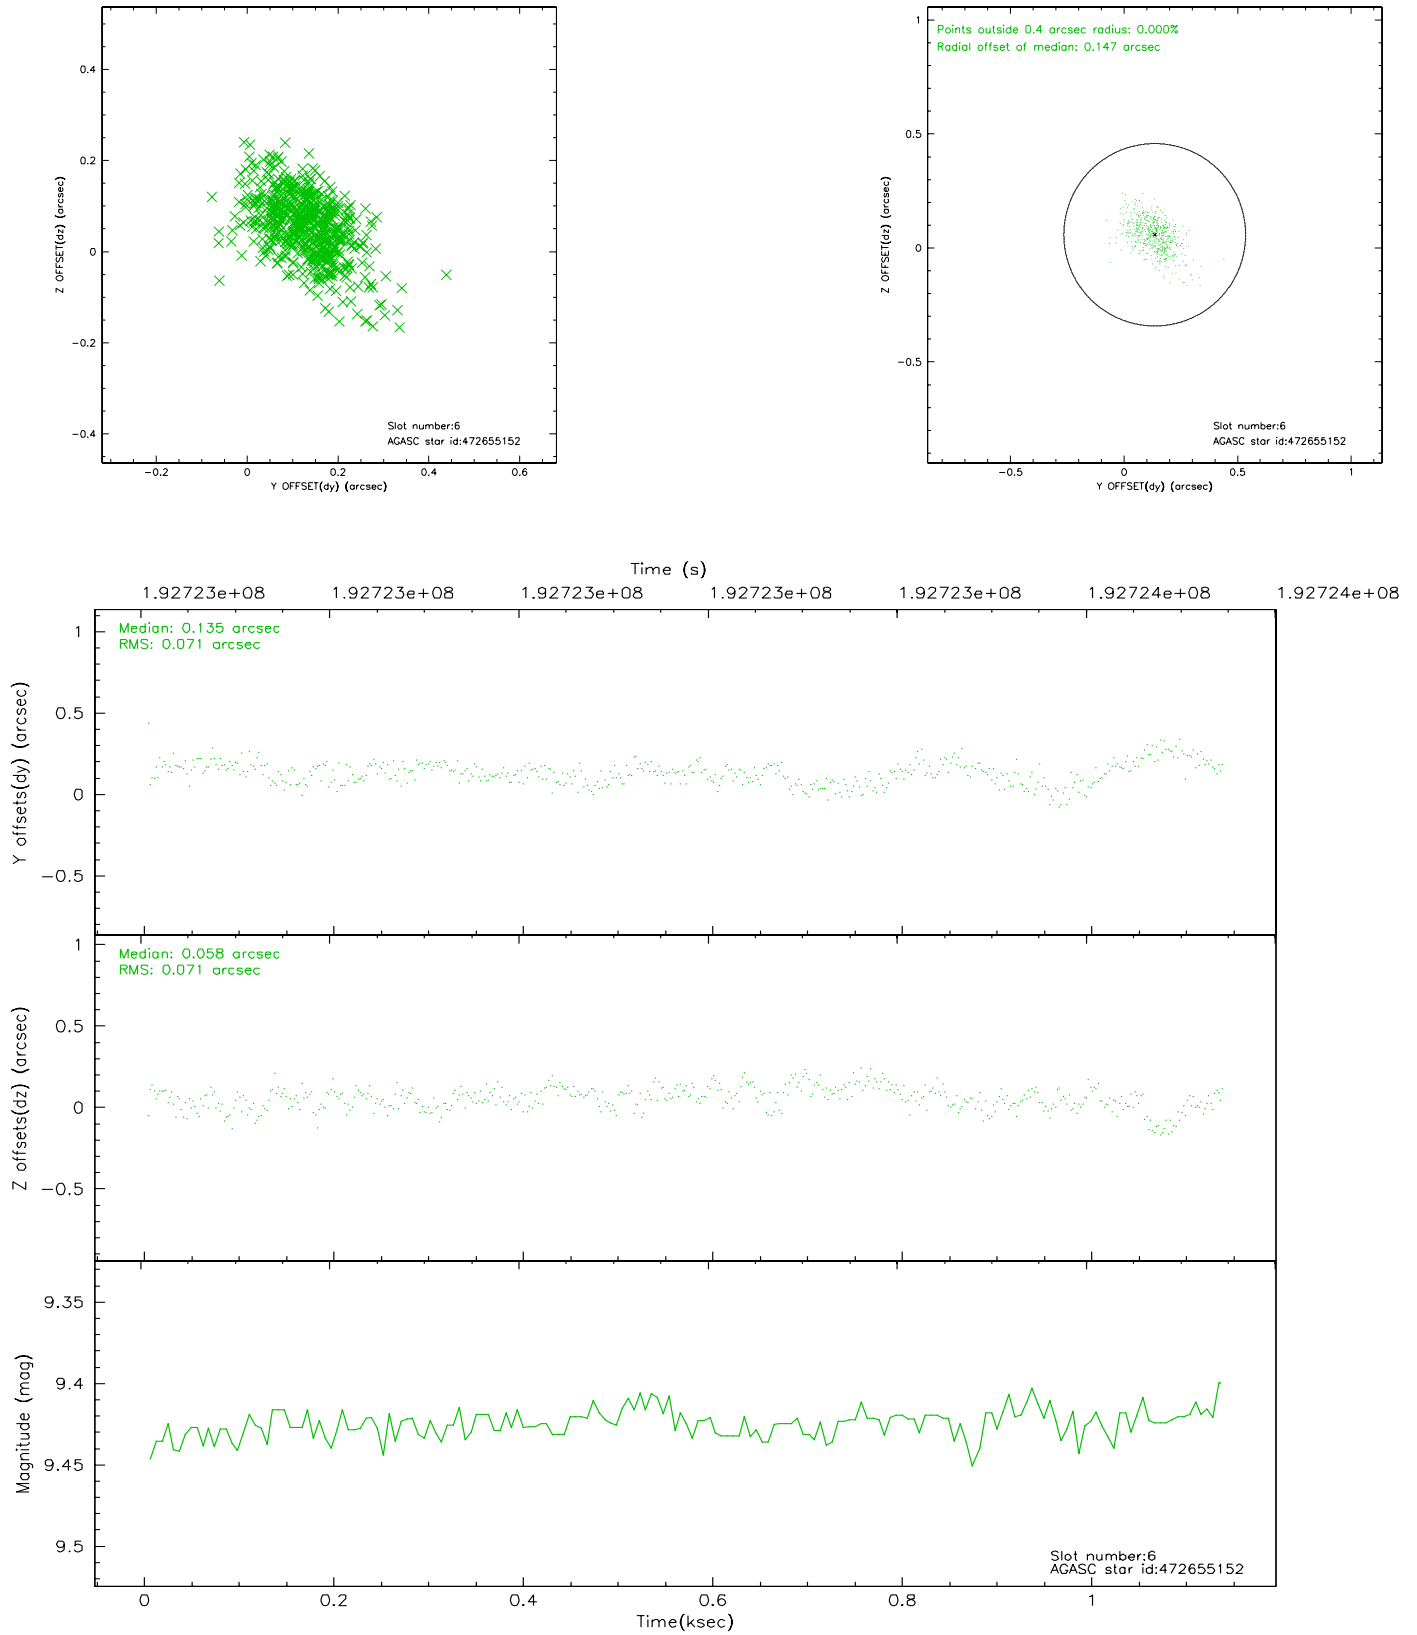 0.4
0.2
0
−0.2
−0.4
Z OFFSET(dz) (arcsec)
Slot number:6
AGASC star id:472655152
−0.2 0 0.2 0.4 0.6
Y OFFSET(dy) (arcsec)
Points outside 0.4 arcsec radius: 0.000%
Radial offset of median: 0.147 arcsec
1
0.5
0
−0.5
Z OFFSET(dz) (arcsec)
Slot number:6
AGASC star id:472655152
−0.5 0 0.5 1
Y OFFSET(dy) (arcsec)
Time (s)
1.92723e+08 1.92723e+08 1.92723e+08 1.92723e+08 1.92723e+08 1.92724e+08 1.92724e+08
Median: 0.135 arcsec
RMS: 0.071 arcsec
1
0.5
0
−0.5
Y offsets(dy) (arcsec)
Median: 0.058 arcsec
RMS: 0.071 arcsec
1
0.5
0
−0.5
Z offsets(dz) (arcsec)
9.35
9.4
9.45
9.5
Magnitude (mag)
Slot number:6
AGASC star id:472655152
0 0.2 0.4 0.6 0.8 1
Time(ksec)